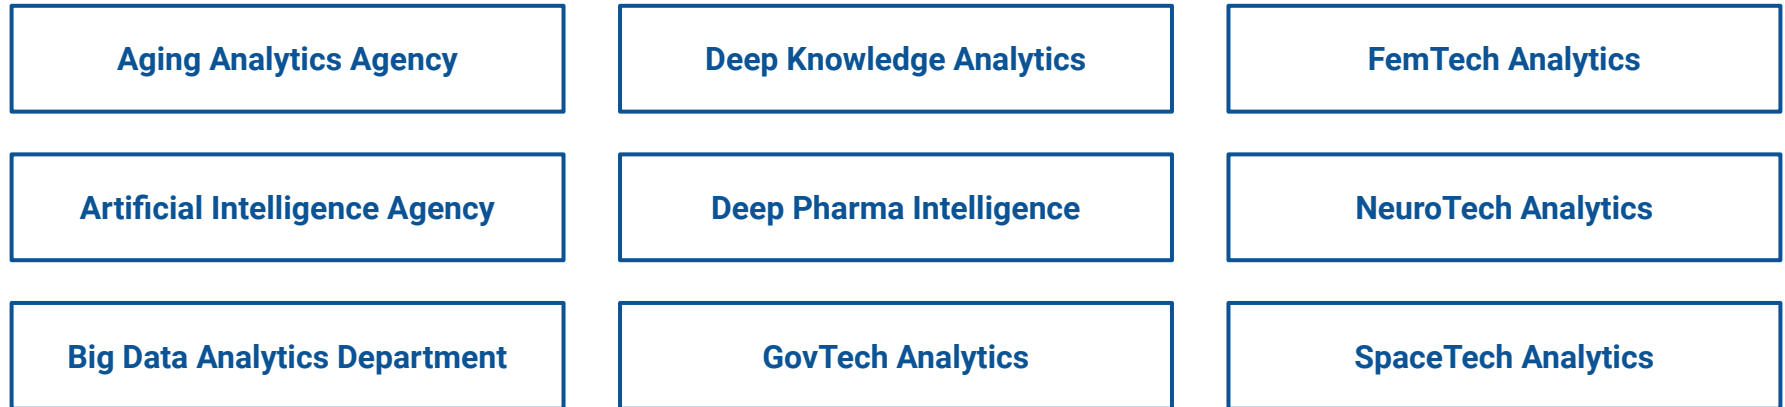 Aging Analytics Agency
Deep Knowledge Analytics
FemTech Analytics
Artificial Intelligence Agency
Deep Pharma Intelligence
NeuroTech Analytics
Big Data Analytics Department
GovTech Analytics
SpaceTech Analytics